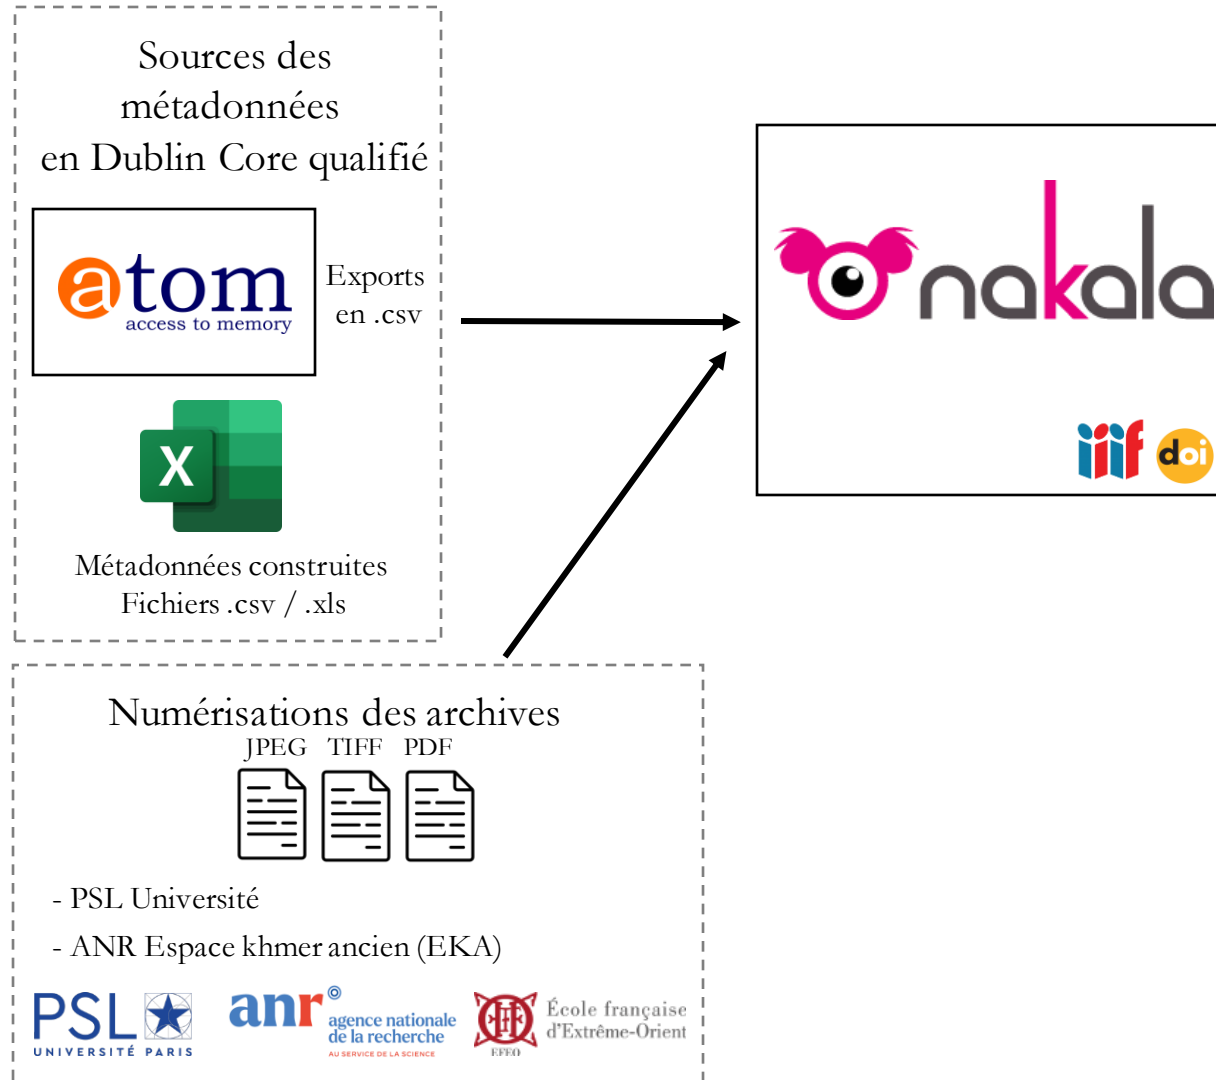 Sources des
métadonnées
en Dublin Core qualifié
atom
access to memory
Exports
en .csv
X
Métadonnées construites
Fichiers .csv / .xls
nakala
iiif doi
Numérisations des archives
JPEG TIFF PDF
- PSL Université
- ANR Espace khmer ancien (EKA)
PSL
UNIVERSITÉ PARIS
anr
agence nationale
de la recherche
AU SERVICE DE LA SCIENCE
EFEO
École française
d'Extrême-Orient